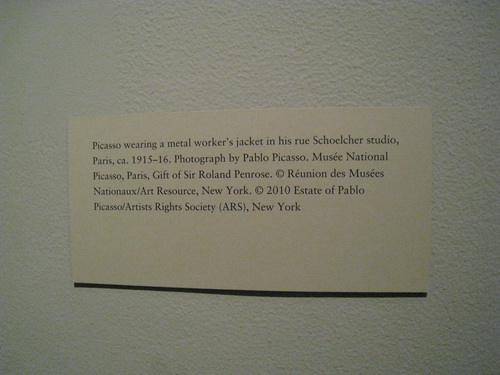 Picasso wearing a metal worker's jacket in his rue Schoelcher studio,
Paris, ca. 1915–16. Photograph by Pablo Picasso. Musée National
Picasso, Paris, Gift of Sir Roland Penrose. © Réunion des Musées
Nationaux/Art Resource, New York. © 2010 Estate of Pablo
Picasso/Artists Rights Society (ARS), New York